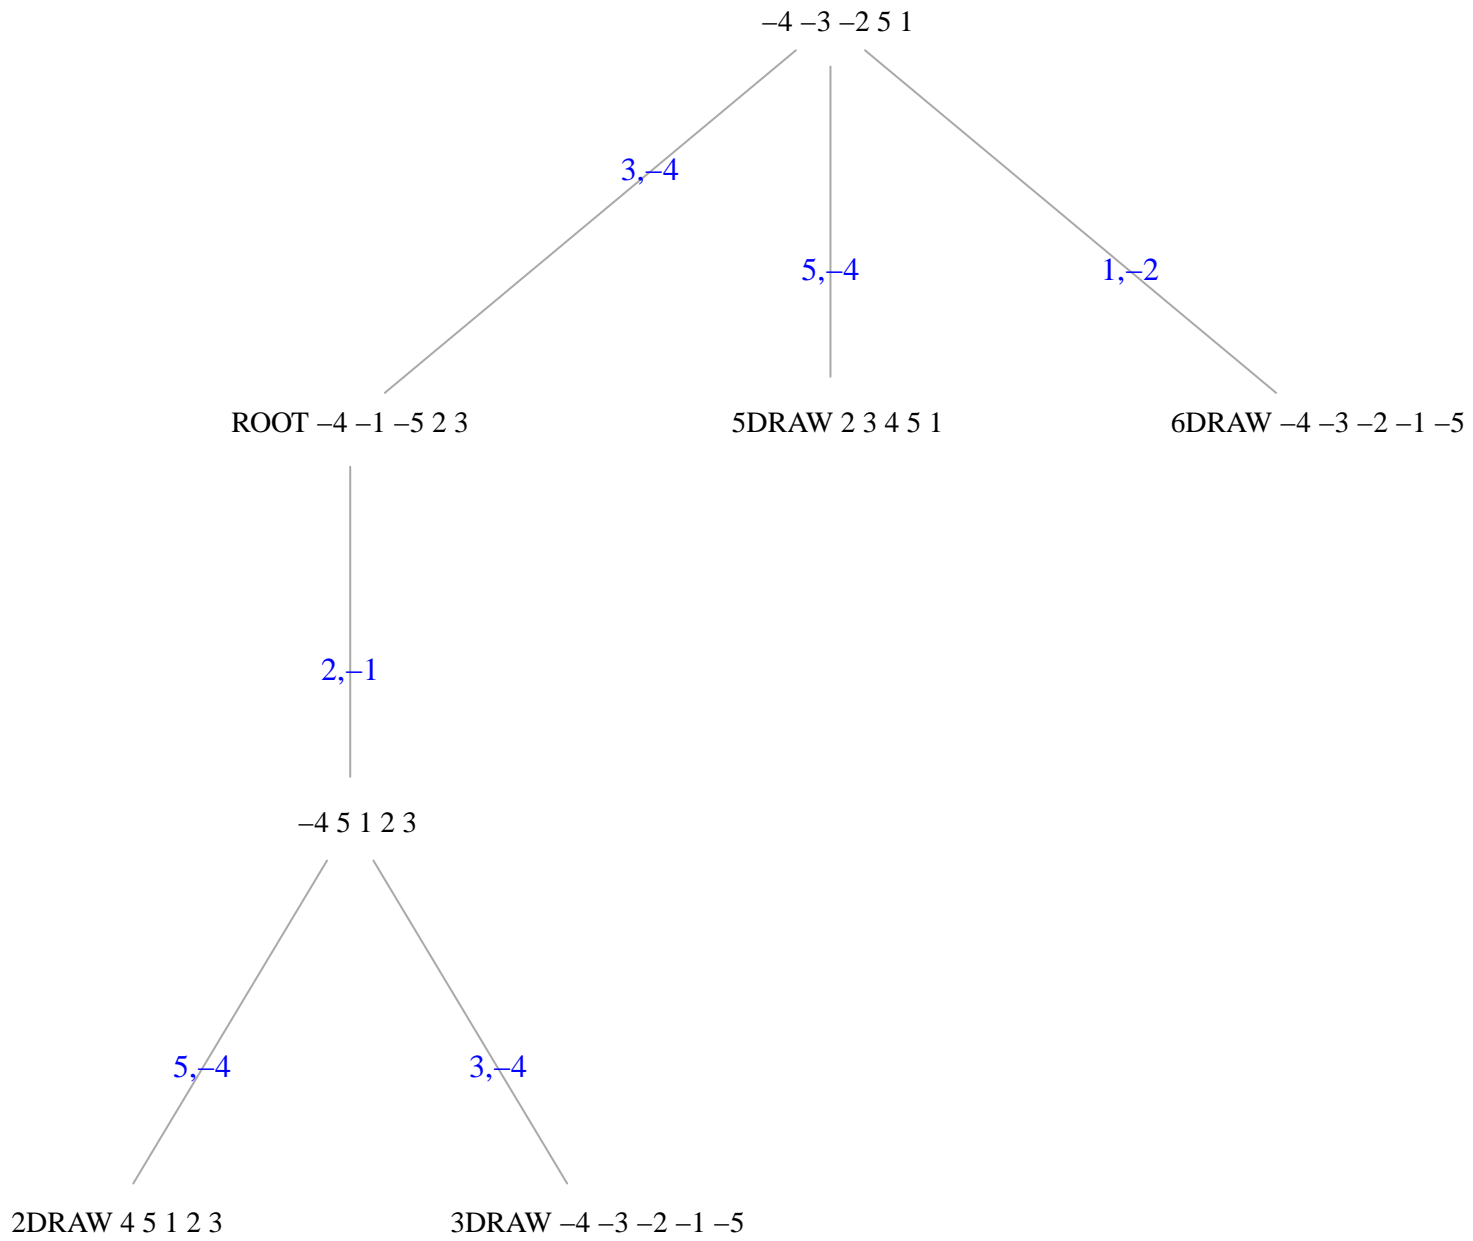 –4 –3 –2 5 1
3,–4
5,–4
1,–2
ROOT –4 –1 –5 2 3
5DRAW 2 3 4 5 1
6DRAW –4 –3 –2 –1 –5
2,–1
–4 5 1 2 3
5,–4
3,–4
2DRAW 4 5 1 2 3
3DRAW –4 –3 –2 –1 –5